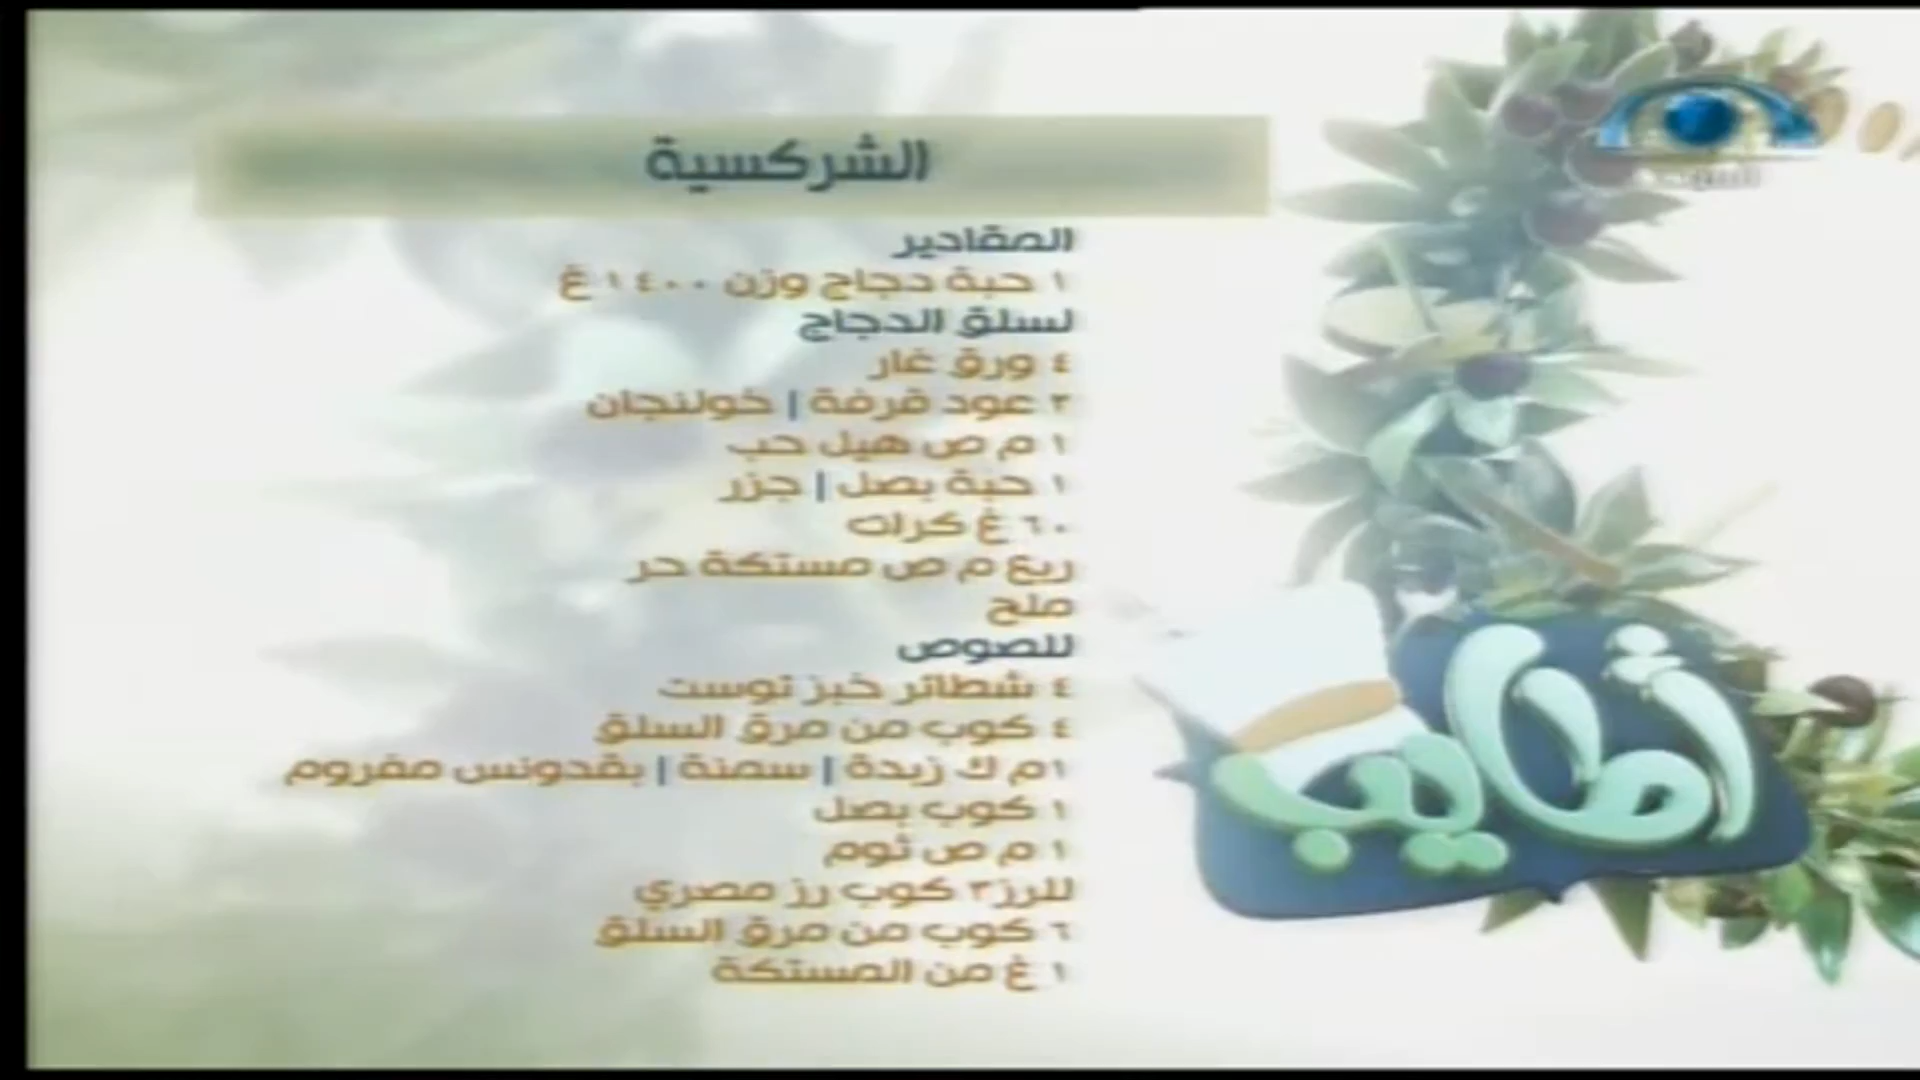 الشركسية
المقادير
١ حبة دجاج وزن ١٤٠٠ غ
لسلق الدجاج
٤ ورق غار
٢ عود قرفة | خولنجان
١ م ص هيل حب
١ حبة بصل | جزر
٦٠ غ كرات
ربع م ص مستكة حر
ملح
للصوص
٤ شطائر خبز توست
٤ كوب من مرق السلق
١م ك زبدة | سمنة | بقدونس مفروم
١ كوب بصل
١ م ص ثوم
للرز٣ كوب رز مصري
٦ كوب من مرق السلق
١ غ من المستكة
أطايب